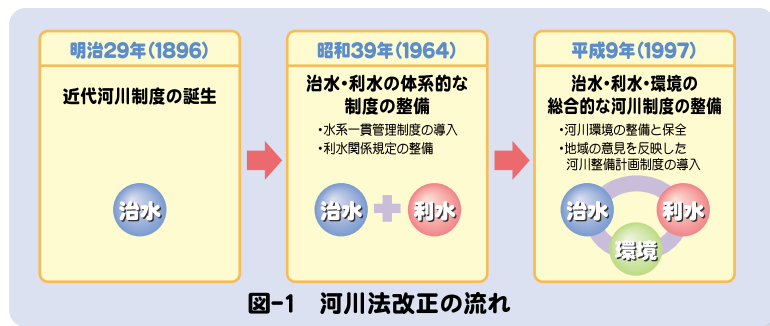 明治29年(1896)
近代河川制度の誕生
治水
昭和39年(1964)
治水・利水の体系的な
制度の整備
・水系一貫管理制度の導入
・利水関係規定の整備
治水
+
利水
平成9年(1997)
治水・利水・環境の
総合的な河川制度の整備
・河川環境の整備と保全
・地域の意見を反映した
河川整備計画制度の導入
治水
利水
環境
図-1 河川法改正の流れ